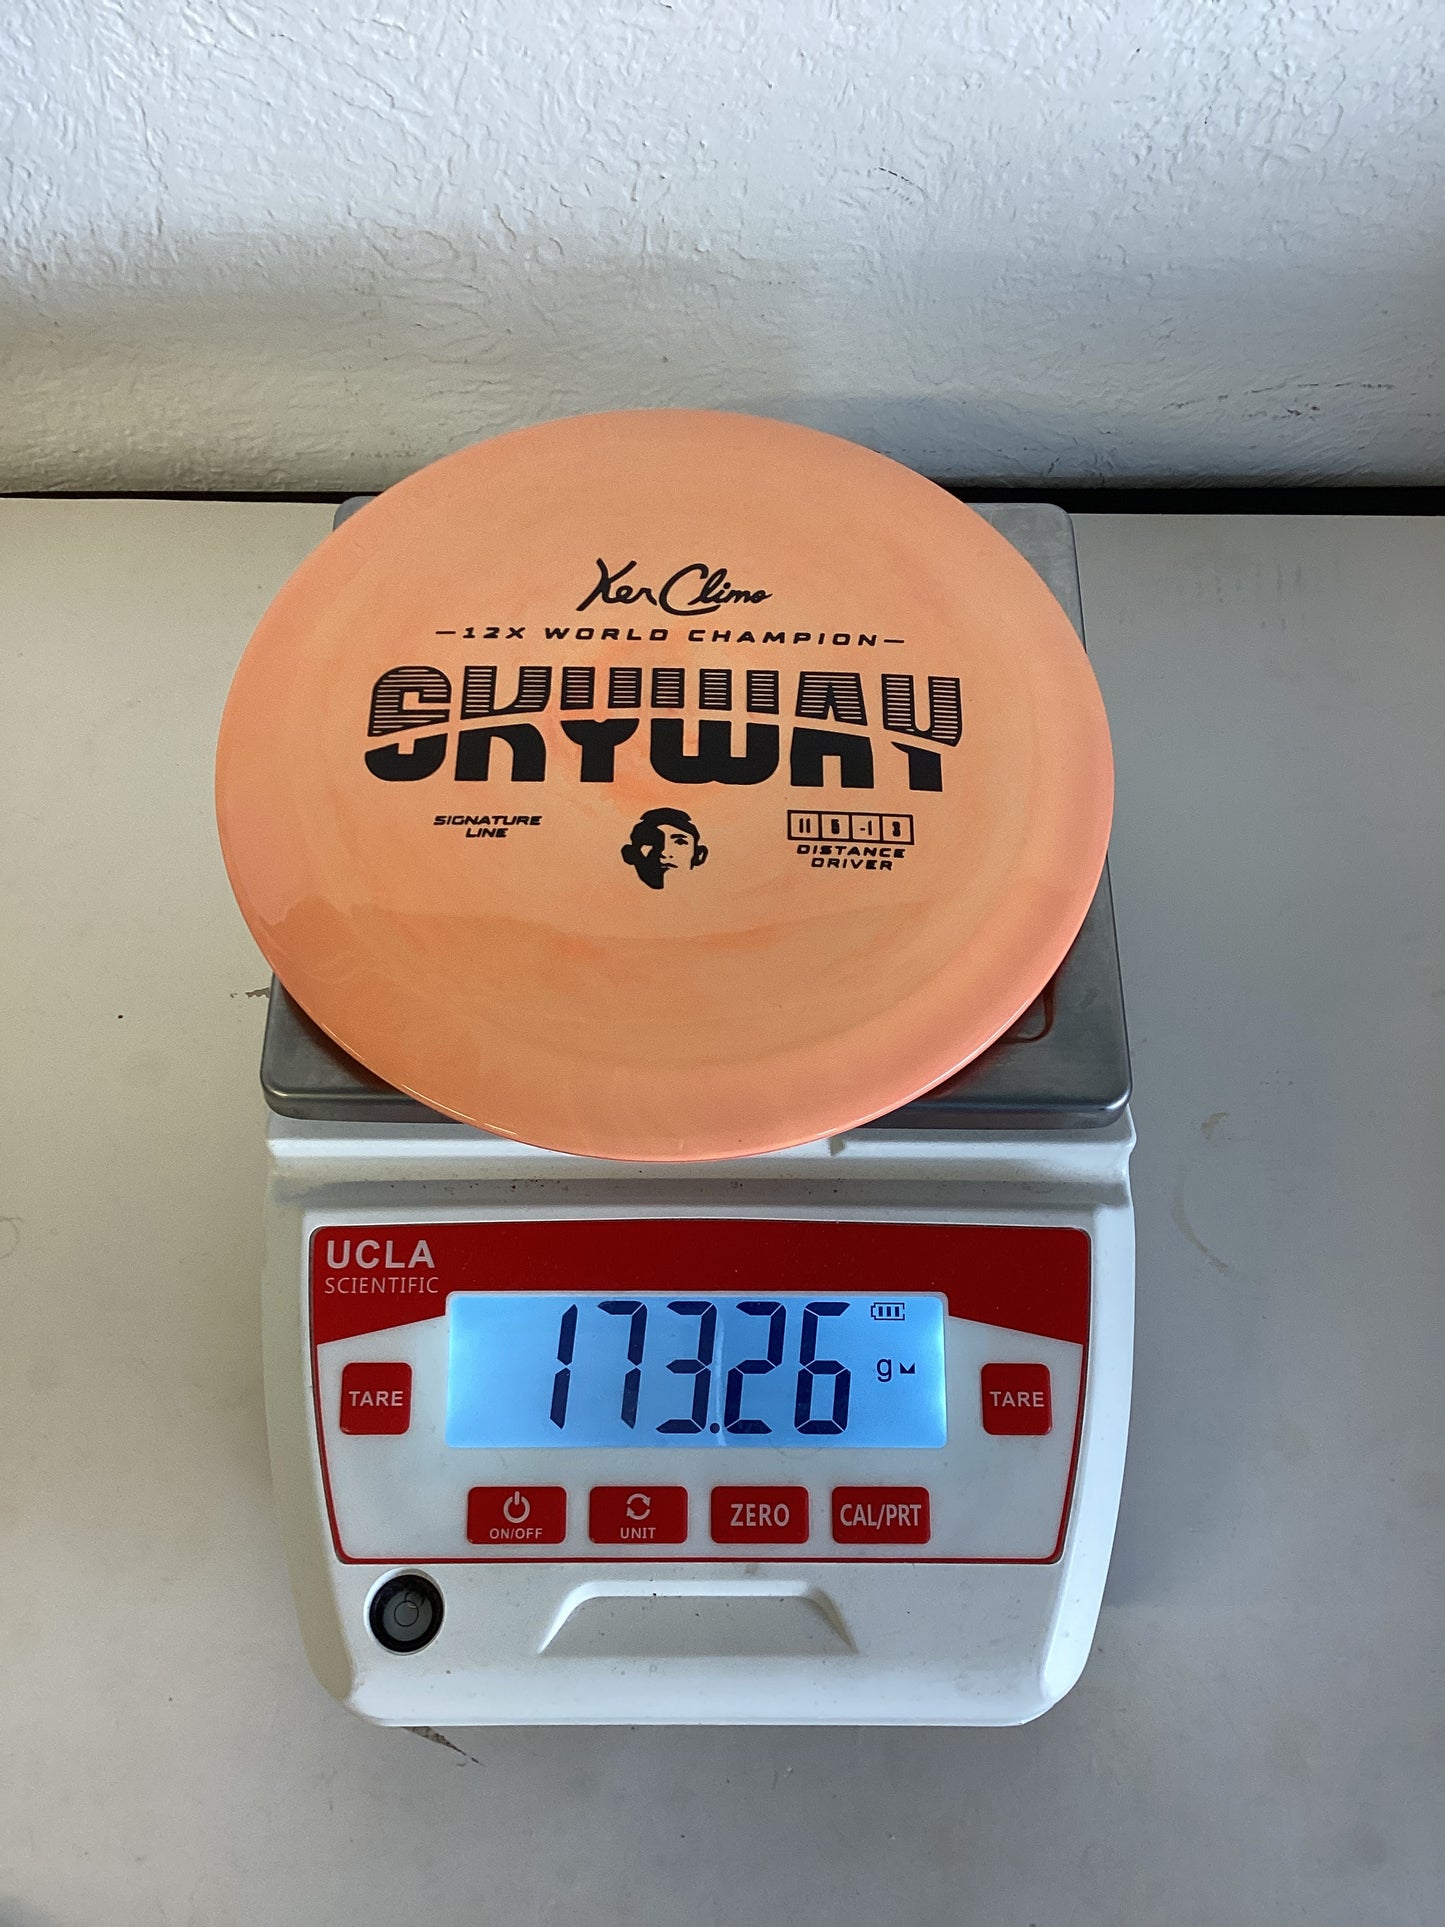 Ken Climo
—12X WORLD CHAMPION—
SKYWAY
SIGNATURE
LINE
11 5 -1 3
DISTANCE
DRIVER
UCLA
SCIENTIFIC
173.26
g
TARE
TARE
ON/OFF
UNIT
ZERO
CAL/PRT